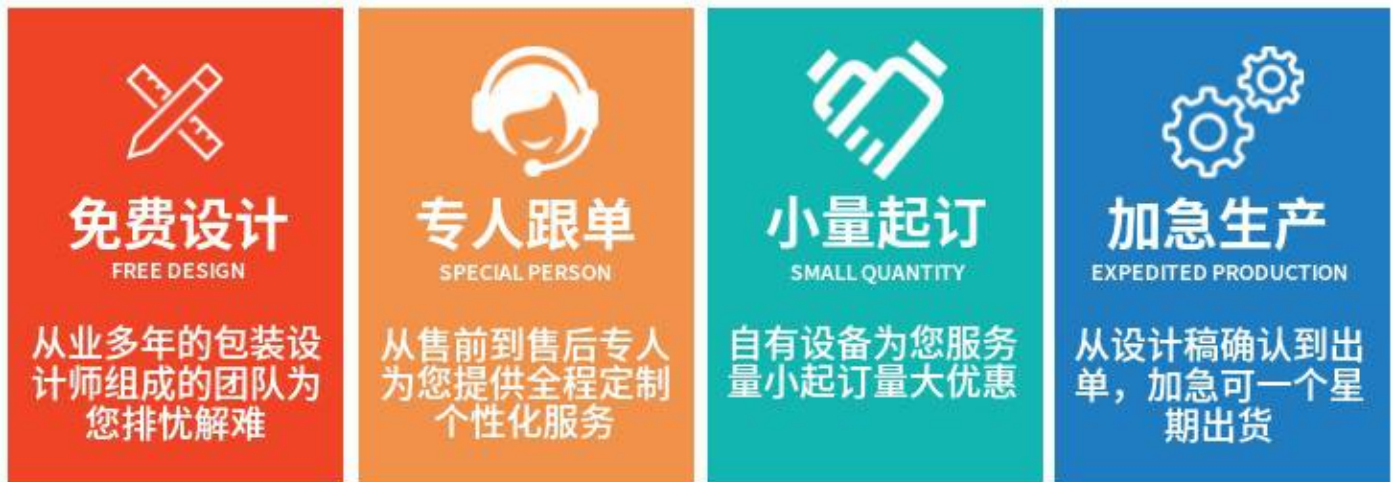 免费设计
FREE DESIGN
从业多年的包装设
计师组成的团队为
您排忧解难
专人跟单
SPECIAL PERSON
从售前到售后专人
为您提供全程定制
个性化服务
小量起订
SMALL QUANTITY
自有设备为您服务
量小起订量大优惠
加急生产
EXPEDITED PRODUCTION
从设计稿确认到出
单，加急可一个星
期出货